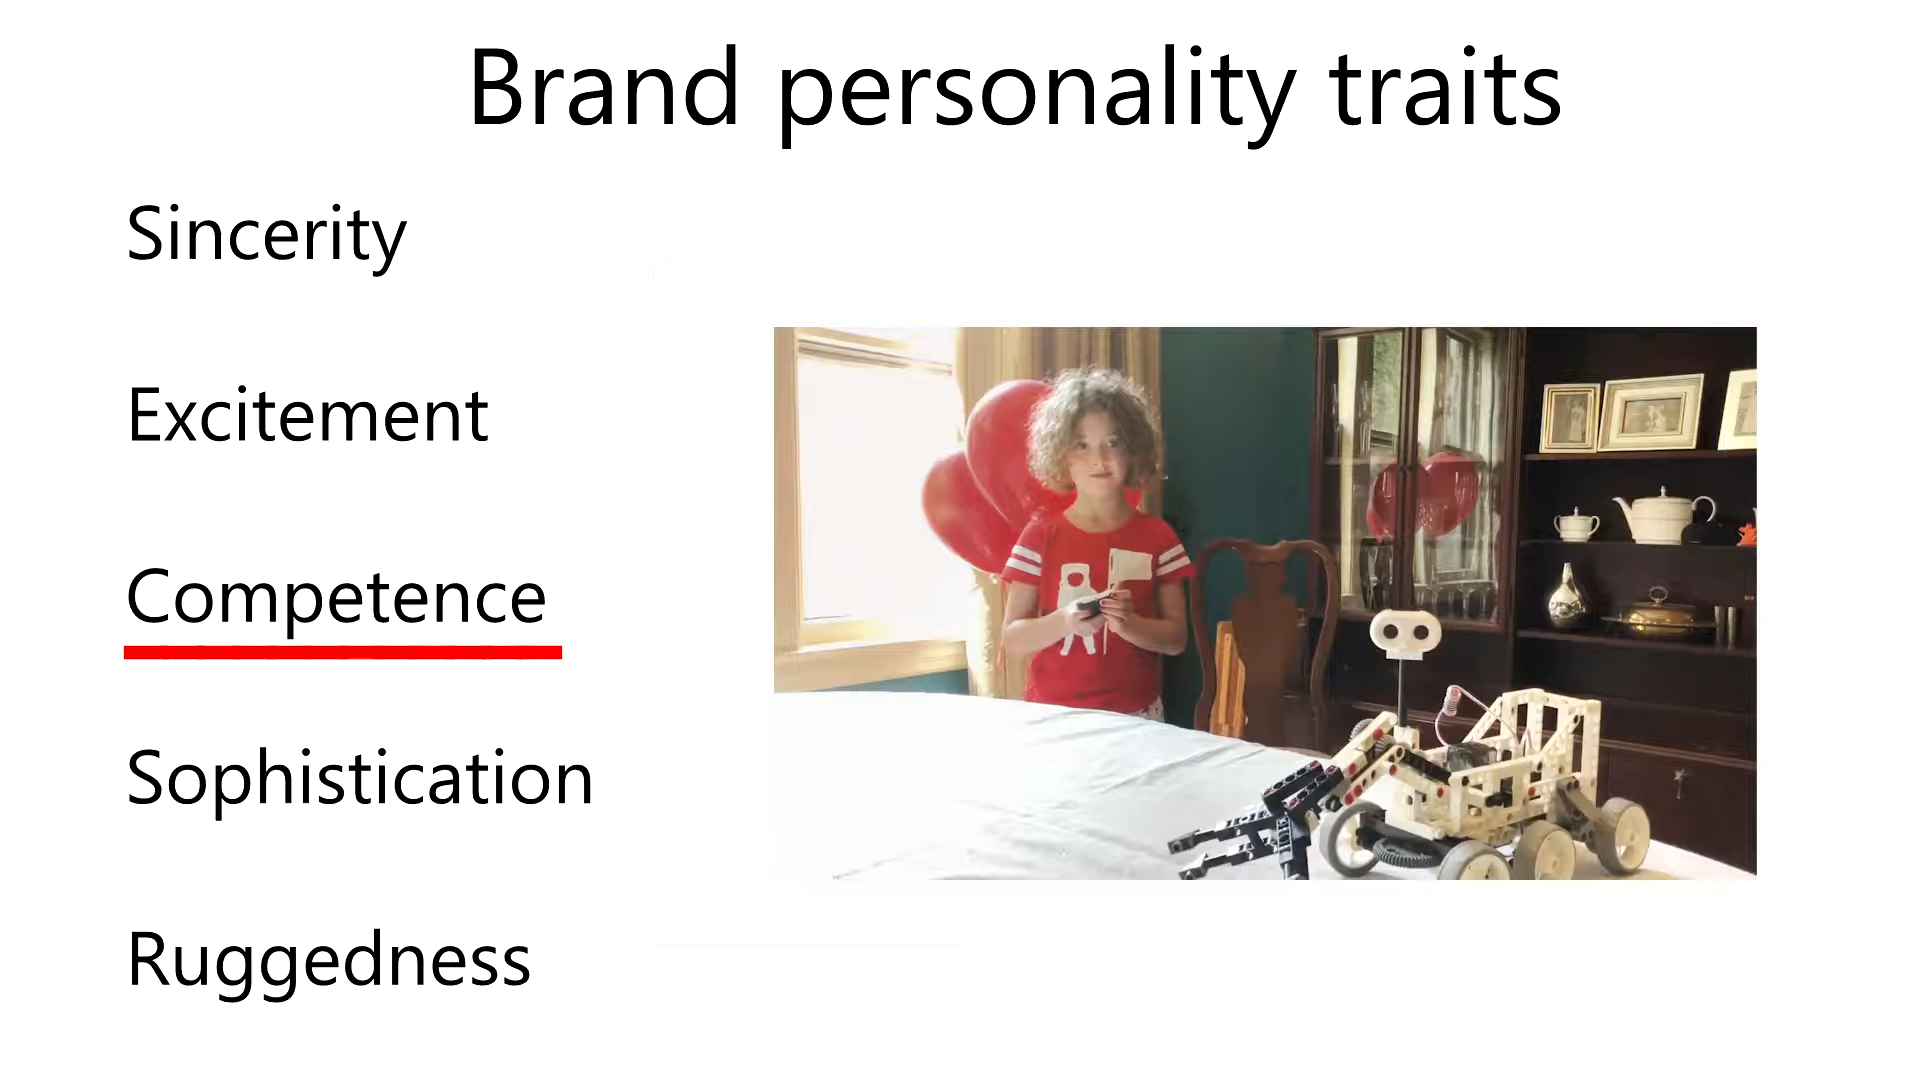 Brand personality traits
Sincerity
Excitement
Competence
Sophistication
Ruggedness